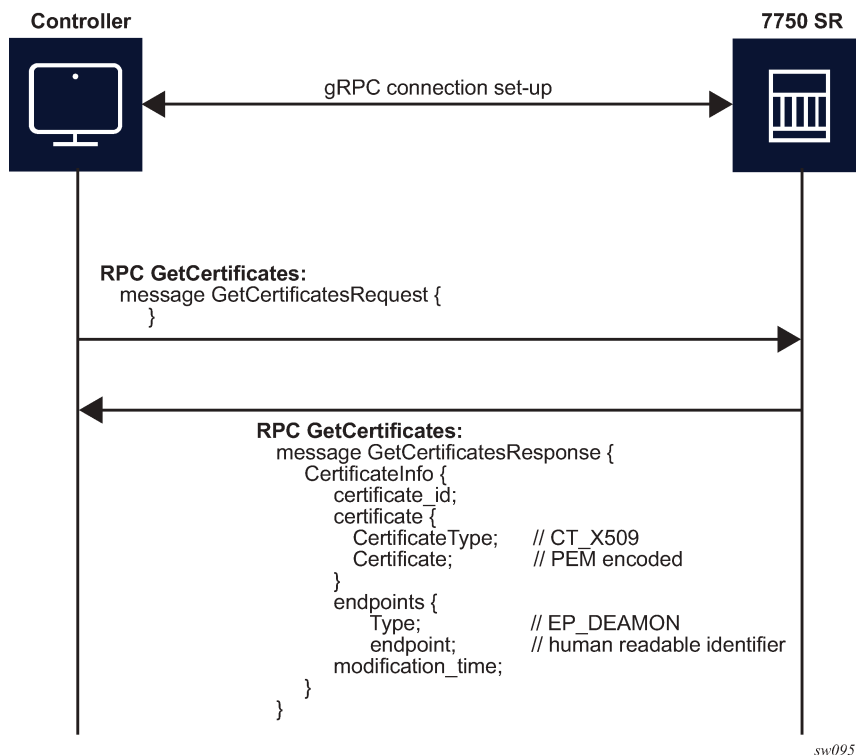 Controller
7750 SR
gRPC connection set-up
RPC GetCertificates:
message GetCertificatesRequest {
}
RPC GetCertificates:
message GetCertificatesResponse {
CertificateInfo {
certificate_id;
certificate {
CertificateType; // CT_X509
Certificate; // PEM encoded
}
endpoints {
Type; // EP_DEAMON
endpoint; // human readable identifier
modification_time;
}
}
sw095